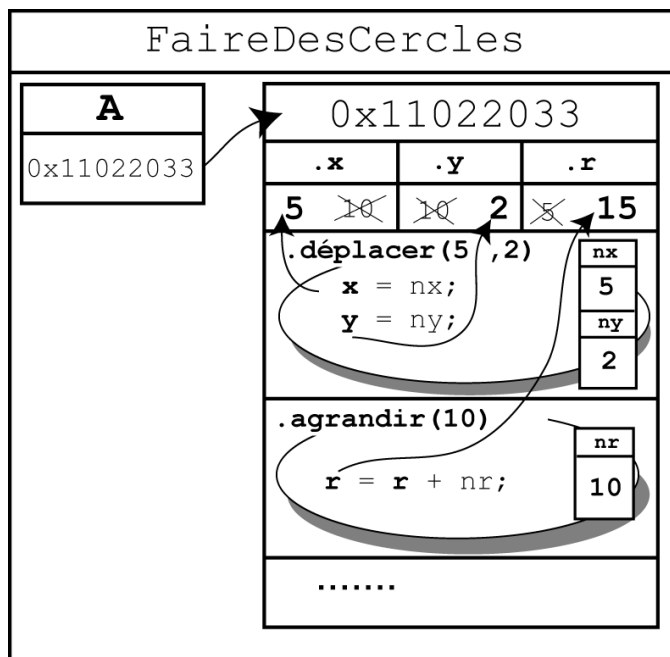 FaireDesCercles
A
0x11022033
0x11022033
.x .y .r
5 10 10 2 5 15
.déplacer(5 ,2)
x = nx;
y = ny;
nx
5
ny
2
.agrandir(10)
r = r + nr;
nr
10
.......